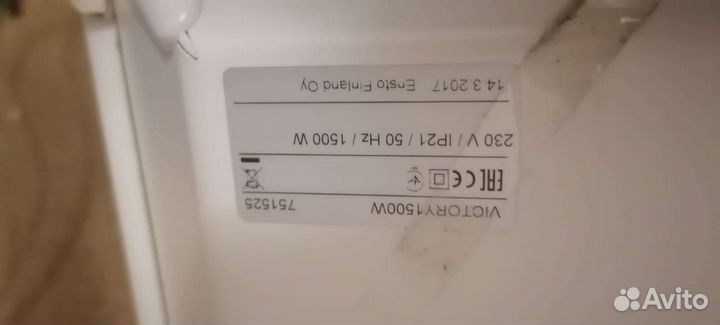 VICTORY1500W 751525
EAC CE
230 V / IP21 / 50 Hz / 1500 W
14.3.2017 Ensto Finland Oy
Avito